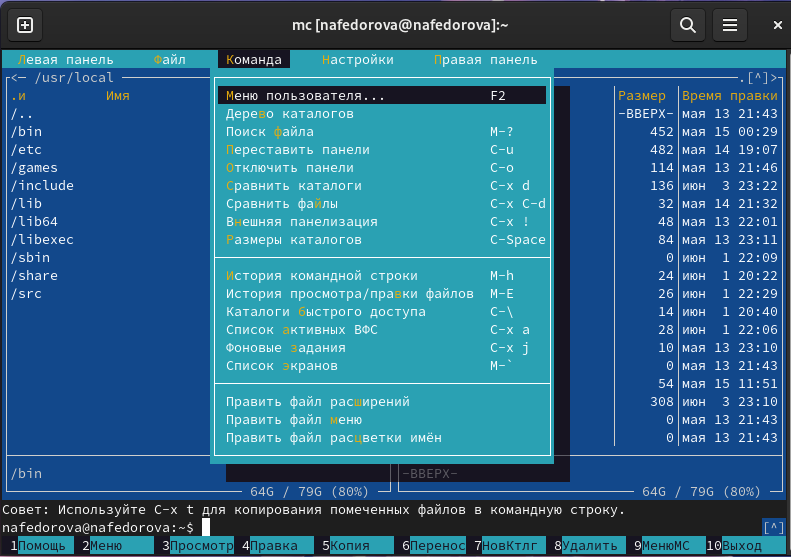 mc [nafedorova@nafedorova]:~
Левая панель Файл Команда Настройки Правая панель
<— /usr/local .[^]>
.и Имя Размер Время правки
Меню пользователя... F2
Дерево каталогов
Поиск файла M-?
Переставить панели C-u
Отключить панели C-o
Сравнить каталоги C-x d
Сравнить файлы C-x C-d
Внешняя панелизация C-x !
Размеры каталогов C-Space
История командной строки M-h
История просмотра/правки файлов M-E
Каталоги быстрого доступа C-\
Список активных ВФС C-x a
Фоновые задания C-x j
Список экранов M-`
Править файл расширений
Править файл меню
Править файл расцветки имён
/..
/bin
/etc
/games
/include
/lib
/lib64
/libexec
/sbin
/share
/src
-ВВЕРХ- мая 13 21:43
452 мая 15 00:29
482 мая 14 19:07
114 мая 13 21:46
136 июн 3 23:22
32 мая 14 21:32
48 мая 13 22:01
84 мая 13 23:11
0 июн 1 22:09
24 июн 1 20:22
26 июн 1 22:29
14 июн 1 20:40
28 июн 1 22:06
10 мая 13 23:10
0 мая 13 21:43
54 мая 15 11:51
308 июн 3 23:10
0 мая 13 21:43
0 мая 13 21:43
/bin -ВВЕРХ-
64G / 79G (80%) 64G / 79G (80%)
Совет: Используйте C-x t для копирования помеченных файлов в командную строку.
nafedorova@nafedorova:~$ [^]
1Помощь 2Меню 3Просмотр 4Правка 5Копия 6Перенос 7НовКтлг 8Удалить 9МенюMC 10Выход